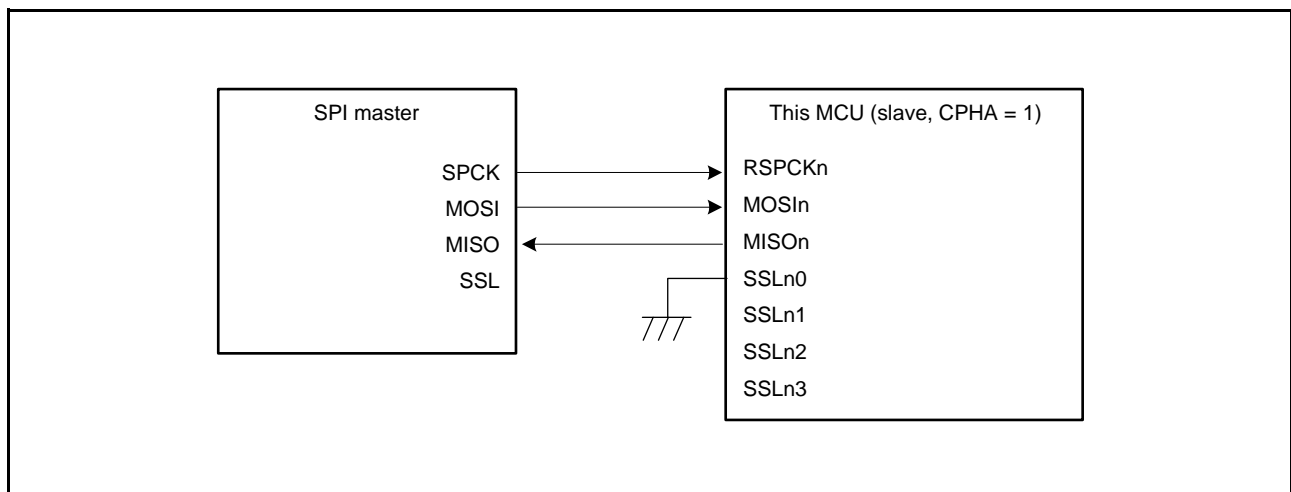 SPI master
SPCK
MOSI
MISO
SSL
This MCU (slave, CPHA = 1)
RSPCKn
MOSIn
MISOn
SSLn0
SSLn1
SSLn2
SSLn3